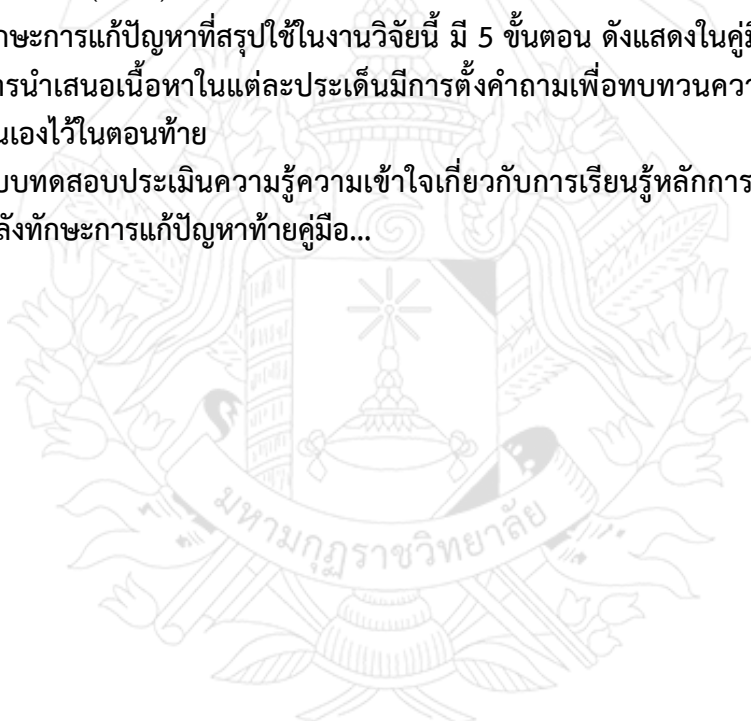 กษะการแก้ปัญหาที่สรุปใช้ในงานวิจัยนี้ มี 5 ขั้นตอน ดังแสดงในคู่มื
ารนำเสนอเนื้อหาในแต่ละประเด็นมีการตั้งคำถามเพื่อทบทวนควา
นเองไว้ในตอนท้าย
บบทดสอบประเมินความรู้ความเข้าใจเกี่ยวกับการเรียนรู้หลักการ
ลังทักษะการแก้ปัญหาท้ายคู่มือ...
มหามกุฏราชวิทยาลัย